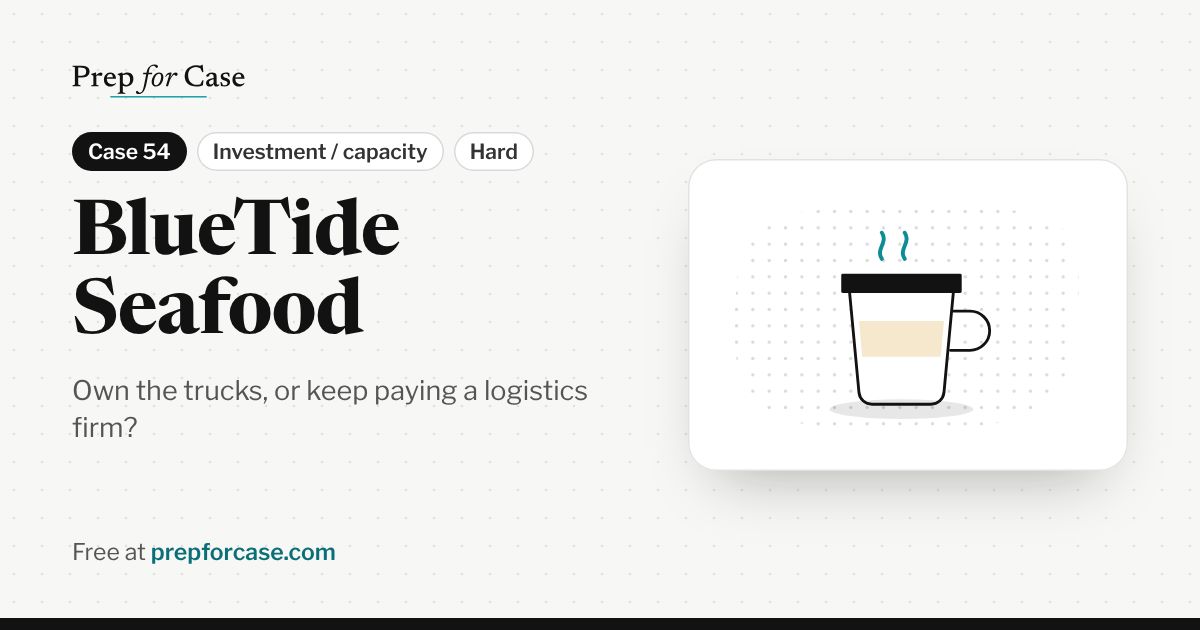 Prep for Case
Case 54
Investment / capacity
Hard
BlueTide
Seafood
Own the trucks, or keep paying a logistics
firm?
Free at prepforcase.com